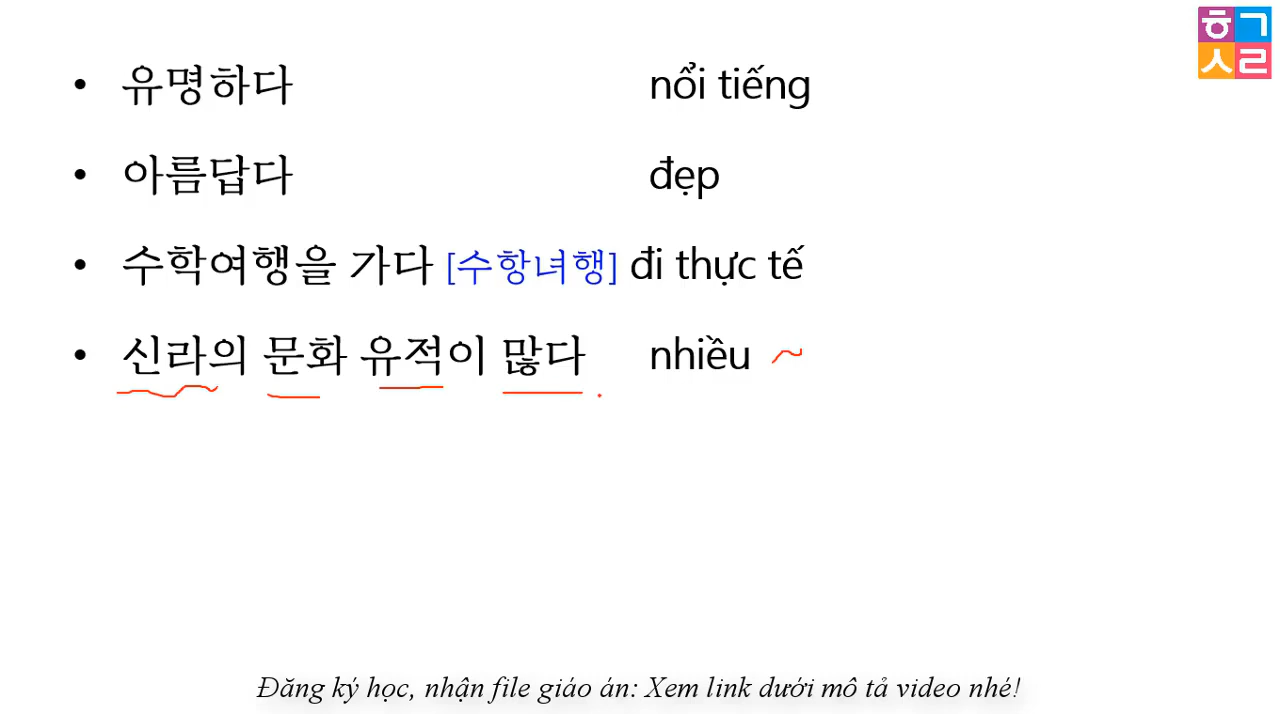 ㅎㄱ
ㅅㄹ
• 유명하다 nổi tiếng
• 아름답다 đẹp
• 수학여행을 가다 [수항녀행] đi thực tế
• 신라의 문화 유적이 많다 nhiều ~
Đăng ký học, nhận file giáo án: Xem link dưới mô tả video nhé!